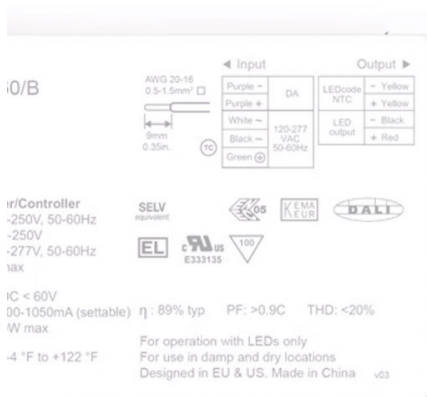 ◄ Input
Output ►
AWG 20-16
0.5-1.5mm²
Purple ~
DA
LEDcode
NTC
- Yellow
Purple +
+ Yellow
White ~
120-277
VAC
50-60Hz
LED
output
- Black
Black ~
+ Red
Green
9mm
0.35in.
TC
0/B
r/Controller
-250V, 50-60Hz
-250V
-277V, 50-60Hz
max
SELV
equivalent
05
KEMA
EUR
DALI
EL
c RU us
E333135
100
DC < 60V
00-1050mA (settable)
W max
η : 89% typ PF: >0.9C THD: <20%
-4 °F to +122 °F
For operation with LEDs only
For use in damp and dry locations
Designed in EU & US. Made in China v03